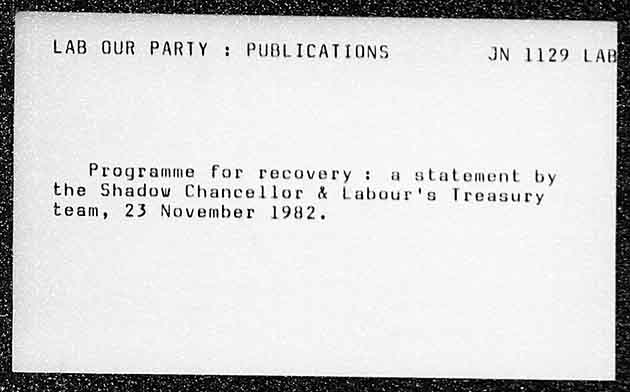 LAB OUR PARTY : PUBLICATIONS JN 1129 LAB
Programme for recovery : a statement by
the Shadow Chancellor & Labour's Treasury
team, 23 November 1982.